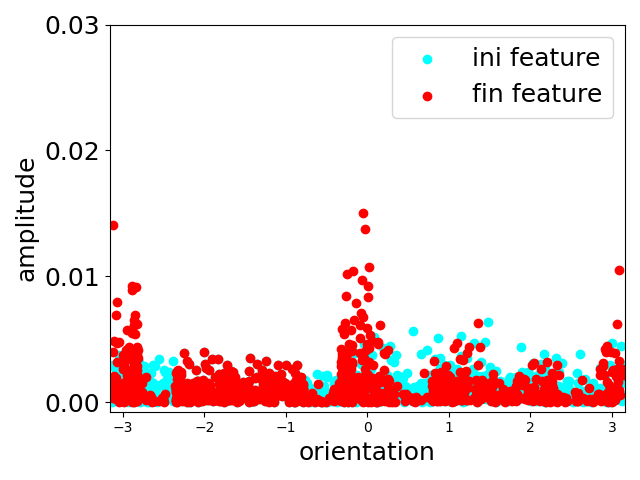 0.03
ini feature
fin feature
0.02
amplitude
0.01
0.00
−3 −2 −1 0 1 2 3
orientation